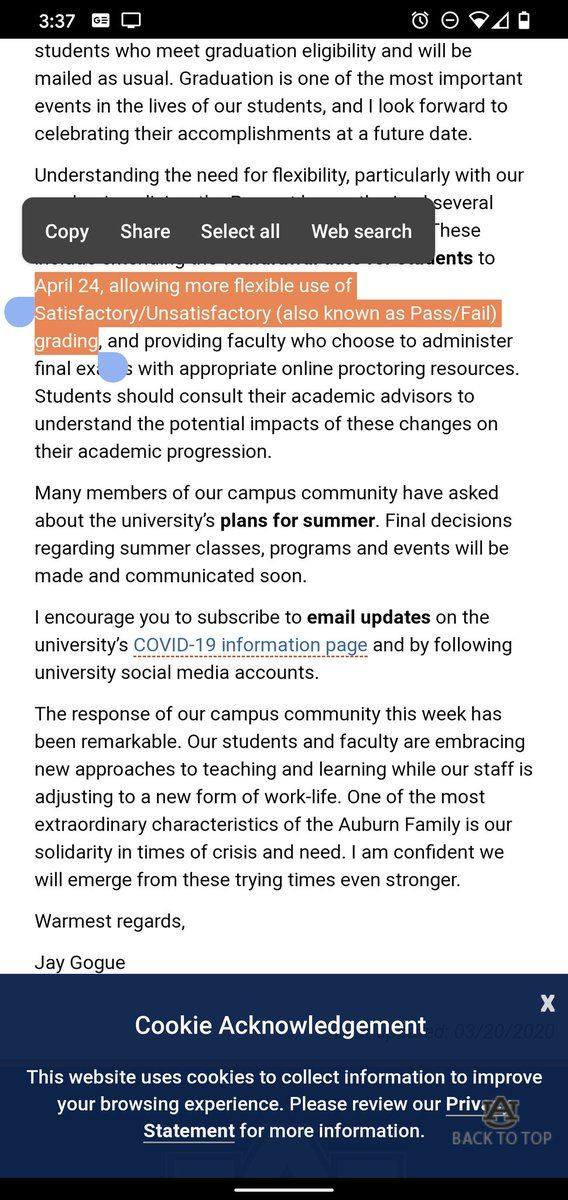 3:37
GE
students who meet graduation eligibility and will be
mailed as usual. Graduation is one of the most important
events in the lives of our students, and I look forward to
celebrating their accomplishments at a future date.
Understanding the need for flexibility, particularly with our
several
Copy Share Select all Web search
These
students to
April 24, allowing more flexible use of
Satisfactory/Unsatisfactory (also known as Pass/Fail)
grading, and providing faculty who choose to administer
final with appropriate online proctoring resources.
Students should consult their academic advisors to
understand the potential impacts of these changes on
their academic progression.
Many members of our campus community have asked
about the university's plans for summer. Final decisions
regarding summer classes, programs and events will be
made and communicated soon.
I encourage you to subscribe to email updates on the
university's COVID-19 information page and by following
university social media accounts.
The response of our campus community this week has
been remarkable. Our students and faculty are embracing
new approaches to teaching and learning while our staff is
adjusting to a new form of work-life. One of the most
extraordinary characteristics of the Auburn Family is our
solidarity in times of crisis and need. I am confident we
will emerge from these trying times even stronger.
Warmest regards,
Jay Gogue
X
Cookie Acknowledgement
03/20/2020
This website uses cookies to collect information to improve
your browsing experience. Please review our Privacy
Statement for more information.
BACK TO TOP